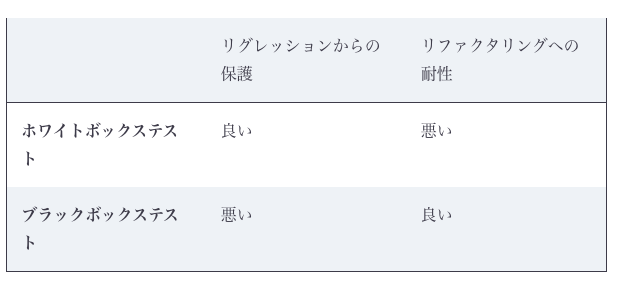 リグレッションからの
保護
リファクタリングへの
耐性
ホワイトボックステス
ト
良い
悪い
ブラックボックステス
ト
悪い
良い